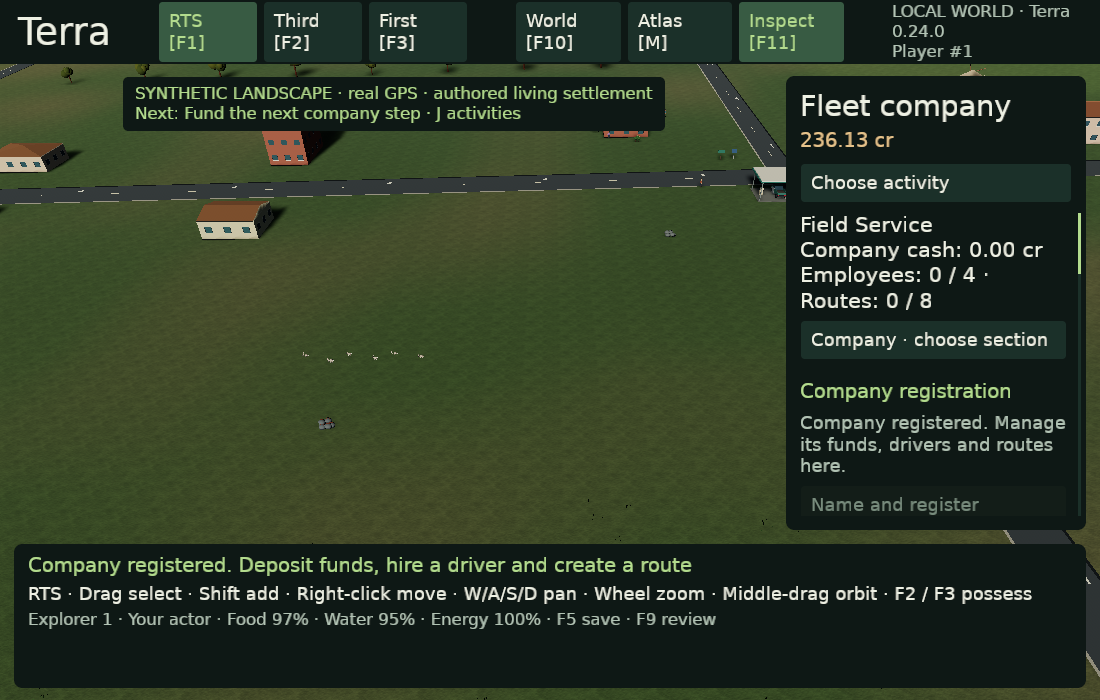 Terra
RTS
[F1]
Third
[F2]
First
[F3]
World
[F10]
Atlas
[M]
Inspect
[F11]
LOCAL WORLD · Terra
0.24.0
Player #1
SYNTHETIC LANDSCAPE · real GPS · authored living settlement
Next: Fund the next company step · J activities
Fleet company
236.13 cr
Choose activity
Field Service
Company cash: 0.00 cr
Employees: 0 / 4 ·
Routes: 0 / 8
Company · choose section
Company registration
Company registered. Manage
its funds, drivers and routes
here.
Name and register
Company registered. Deposit funds, hire a driver and create a route
RTS · Drag select · Shift add · Right-click move · W/A/S/D pan · Wheel zoom · Middle-drag orbit · F2 / F3 possess
Explorer 1 · Your actor · Food 97% · Water 95% · Energy 100% · F5 save · F9 review